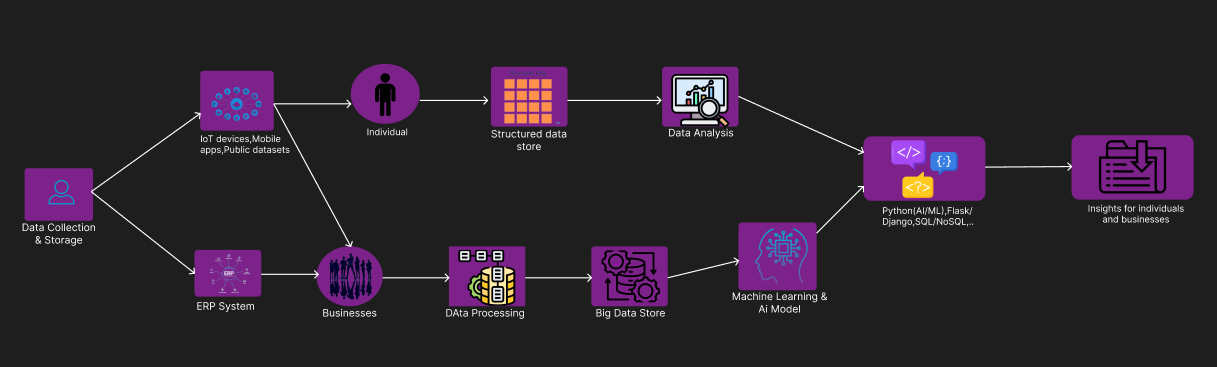 Individual
IoT devices,Mobile
apps,Public datasets
Structured data
store
Data Analysis
</>
{:}
<?>
Data Collection
& Storage
Python(AI/ML),Flask/
Django,SQL/NoSQL,..
Insights for individuals
and businesses
ERP
ERP System
Businesses
DAta Processing
Big Data Store
Machine Learning &
Ai Model